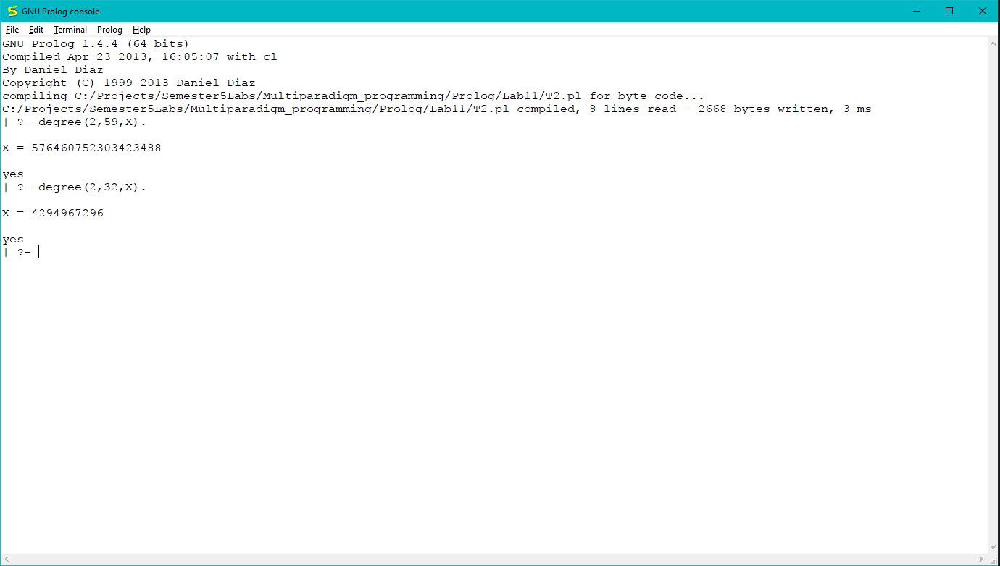 GNU Prolog console
File Edit Terminal Prolog Help
GNU Prolog 1.4.4 (64 bits)
Compiled Apr 23 2013, 16:05:07 with cl
By Daniel Diaz
Copyright (C) 1999-2013 Daniel Diaz
compiling C:/Projects/Semester5Labs/Multiparadigm_programming/Prolog/Lab11/T2.pl for byte code...
C:/Projects/Semester5Labs/Multiparadigm_programming/Prolog/Lab11/T2.pl compiled, 8 lines read - 2668 bytes written, 3 ms
| ?- degree(2,59,X).
X = 576460752303423488
yes
| ?- degree(2,32,X).
X = 4294967296
yes
| ?-